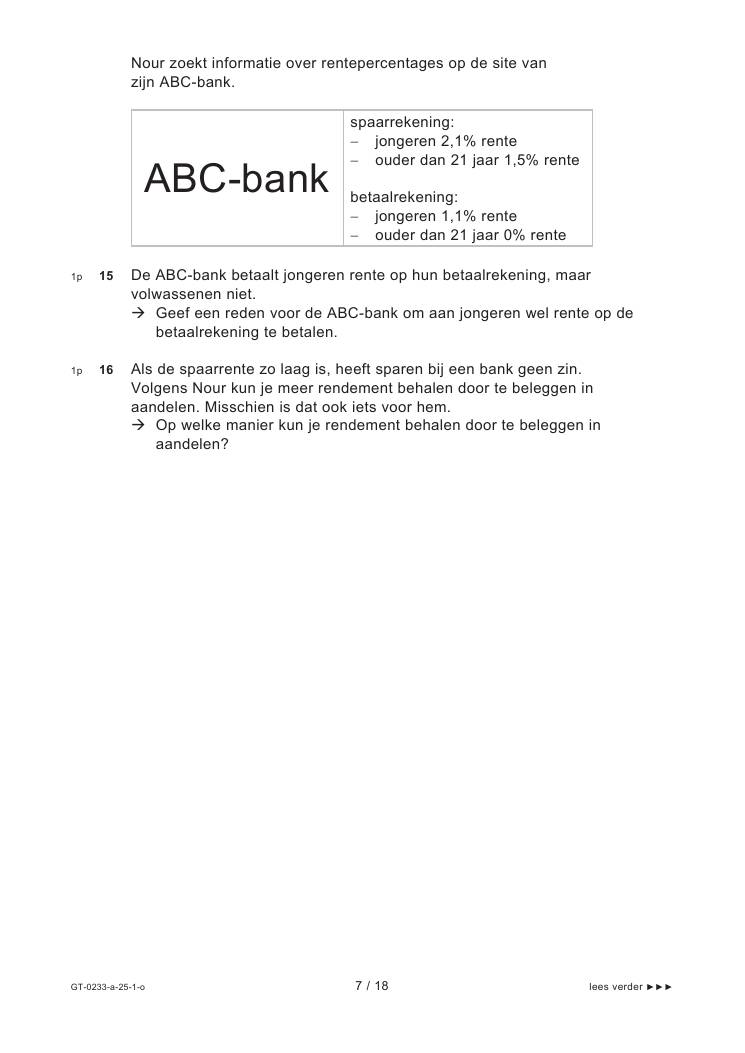 Nour zoekt informatie over rentepercentages op de site van
zijn ABC-bank.
ABC-bank
spaarrekening:
– jongeren 2,1% rente
– ouder dan 21 jaar 1,5% rente
betaalrekening:
– jongeren 1,1% rente
– ouder dan 21 jaar 0% rente
1p 15 De ABC-bank betaalt jongeren rente op hun betaalrekening, maar
volwassenen niet.
→ Geef een reden voor de ABC-bank om aan jongeren wel rente op de
betaalrekening te betalen.
1p 16 Als de spaarrente zo laag is, heeft sparen bij een bank geen zin.
Volgens Nour kun je meer rendement behalen door te beleggen in
aandelen. Misschien is dat ook iets voor hem.
→ Op welke manier kun je rendement behalen door te beleggen in
aandelen?
GT-0233-a-25-1-o 7 / 18 lees verder ►►►